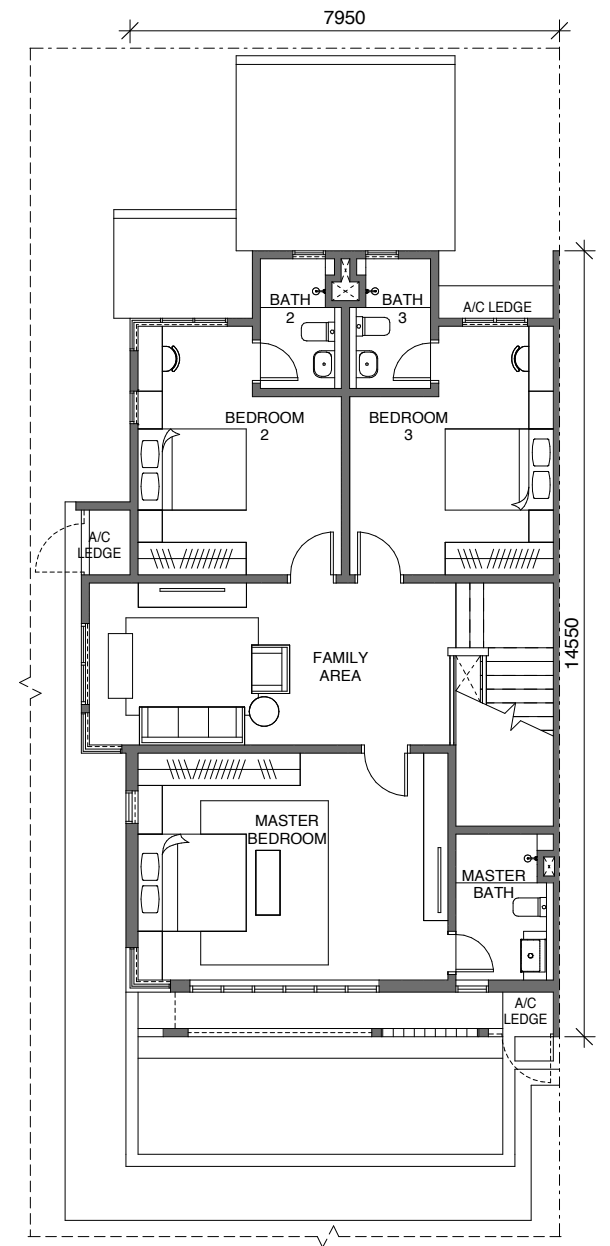 7950
A/C LEDGE
BATH
2
BATH
3
BEDROOM
2
BEDROOM
3
A/C
LEDGE
14550
FAMILY
AREA
MASTER
BEDROOM
MASTER
BATH
A/C
LEDGE